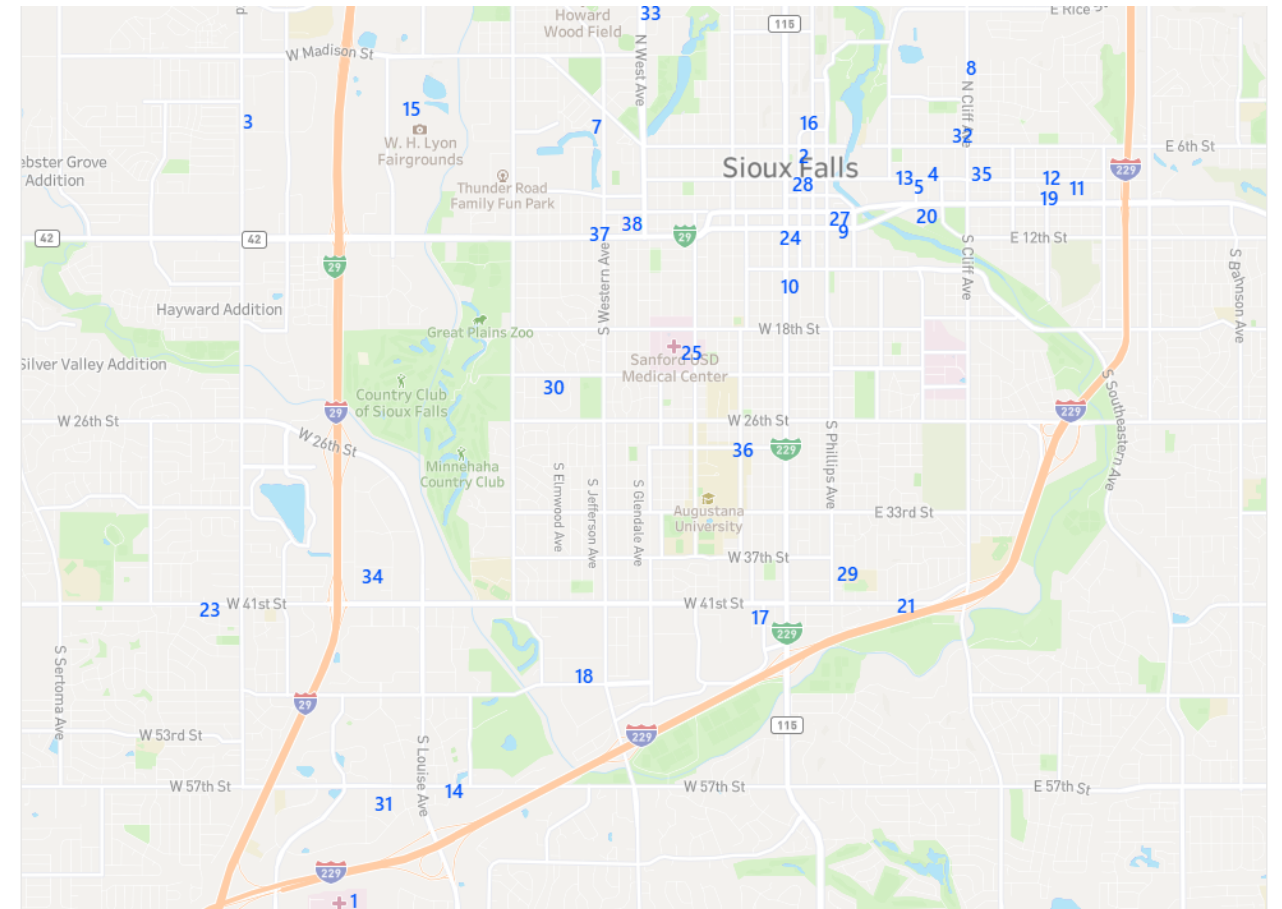 33
Howard
Wood Field
115
E Rice
W Madison St
N West Ave
8
N Cliff Ave
3
15
7
16
32
W. H. Lyon
Fairgrounds
E 6th St
2
Sioux Falls
ebster Grove
Addition
229
13
4
35
12
5
11
28
Thunder Road
Family Fun Park
19
20
27
38
37
9
42
42
29
24
E 12th St
S Western Ave
S Cliff Ave
S Bahnson Ave
29
10
Hayward Addition
Great Plains Zoo
W 18th St
25
Sanford USD
Medical Center
Silver Valley Addition
30
Country Club
of Sioux Falls
29
229
S Southeastern Ave
W 26th St
W 26th St
W 26th St
S Phillips Ave
36
229
Minnehaha
Country Club
S Elmwood Ave
S Jefferson Ave
S Glendale Ave
Augustana
University
E 33rd St
W 37th St
34
29
23
W 41st St
W 41st St
17
21
229
S Sertoma Ave
18
29
115
W 53rd St
229
S Louise Ave
W 57th St
14
W 57th St
E 57th St
31
229
1